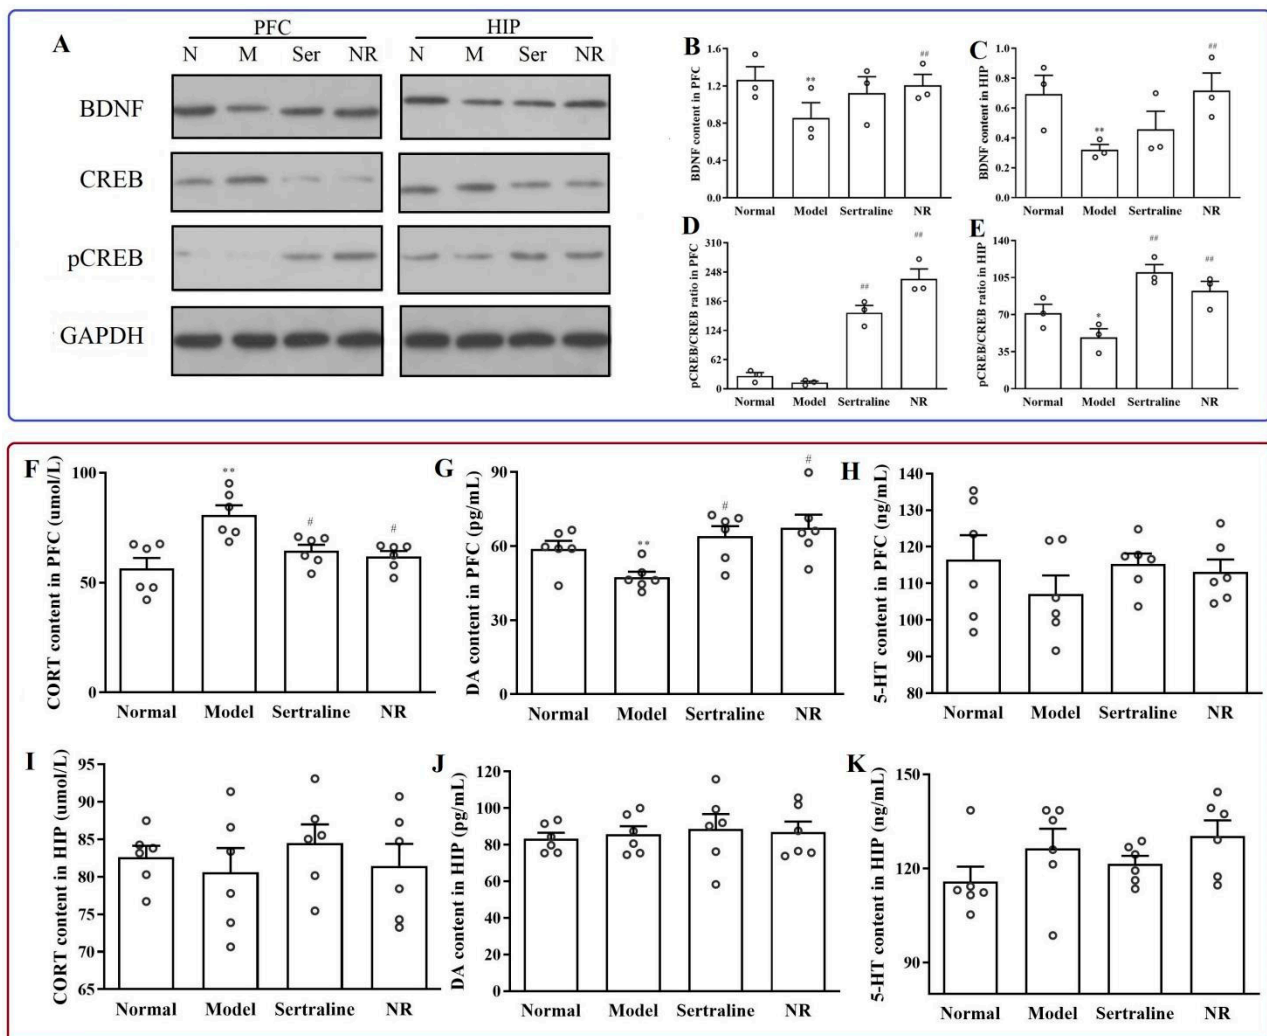 A
PFC
HIP
N M Ser NR
N M Ser NR
BDNF
CREB
pCREB
GAPDH
B
BDNF content in PFC
1.6
1.2
0.8
0.4
0.0
**
##
Normal Model Sertraline NR
C
BDNF content in HIP
1.0
0.8
0.6
0.4
0.2
0.0
**
##
Normal Model Sertraline NR
D
pCREB/CREB ratio in PFC
310
248
186
124
62
0
##
##
Normal Model Sertraline NR
E
pCREB/CREB ratio in HIP
140
105
70
35
0
*
##
##
Normal Model Sertraline NR
F
CORT content in PFC (umol/L)
100
50
0
**
#
#
Normal Model Sertraline NR
G
DA content in PFC (pg/mL)
90
60
30
0
**
#
#
Normal Model Sertraline NR
H
5-HT content in PFC (ng/mL)
140
130
120
110
100
90
80
Normal Model Sertraline NR
I
CORT content in HIP (umol/L)
95
90
85
80
75
70
65
Normal Model Sertraline NR
J
DA content in HIP (pg/mL)
120
100
80
60
40
20
0
Normal Model Sertraline NR
K
5-HT content in HIP (ng/mL)
150
120
90
Normal Model Sertraline NR